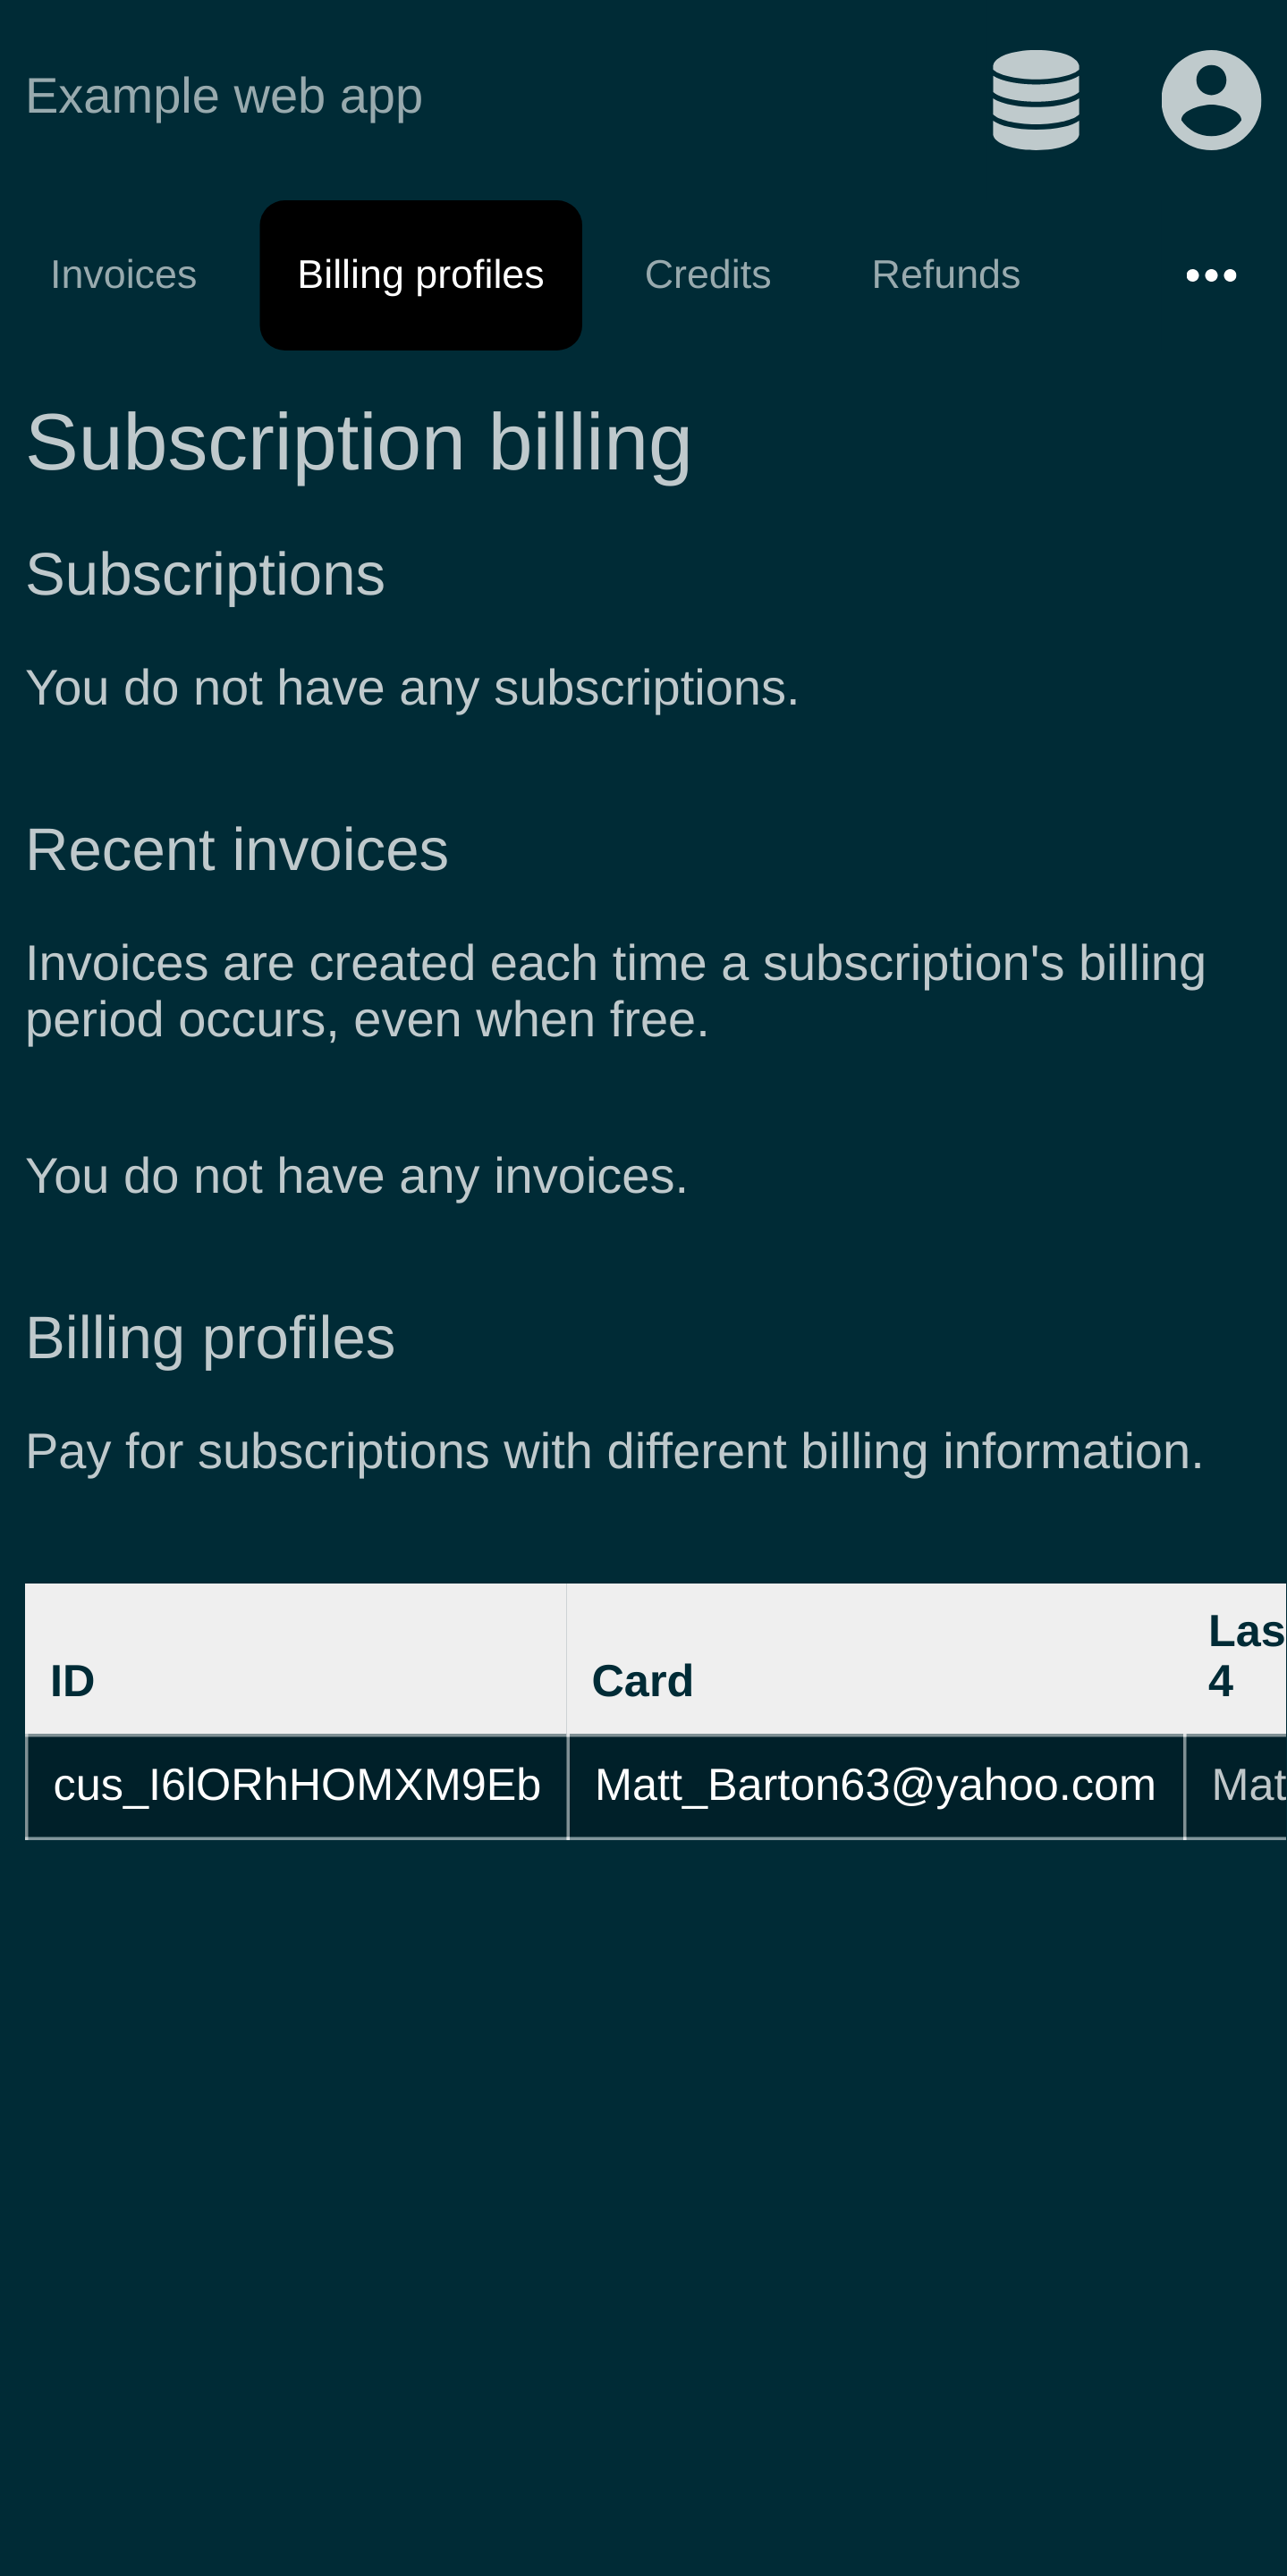 Example web app
Invoices Billing profiles Credits Refunds
Subscription billing
Subscriptions
You do not have any subscriptions.
Recent invoices
Invoices are created each time a subscription's billing
period occurs, even when free.
You do not have any invoices.
Billing profiles
Pay for subscriptions with different billing information.
ID Card Las
4
cus_I6lORhHOMXM9Eb Matt_Barton63@yahoo.com Mat